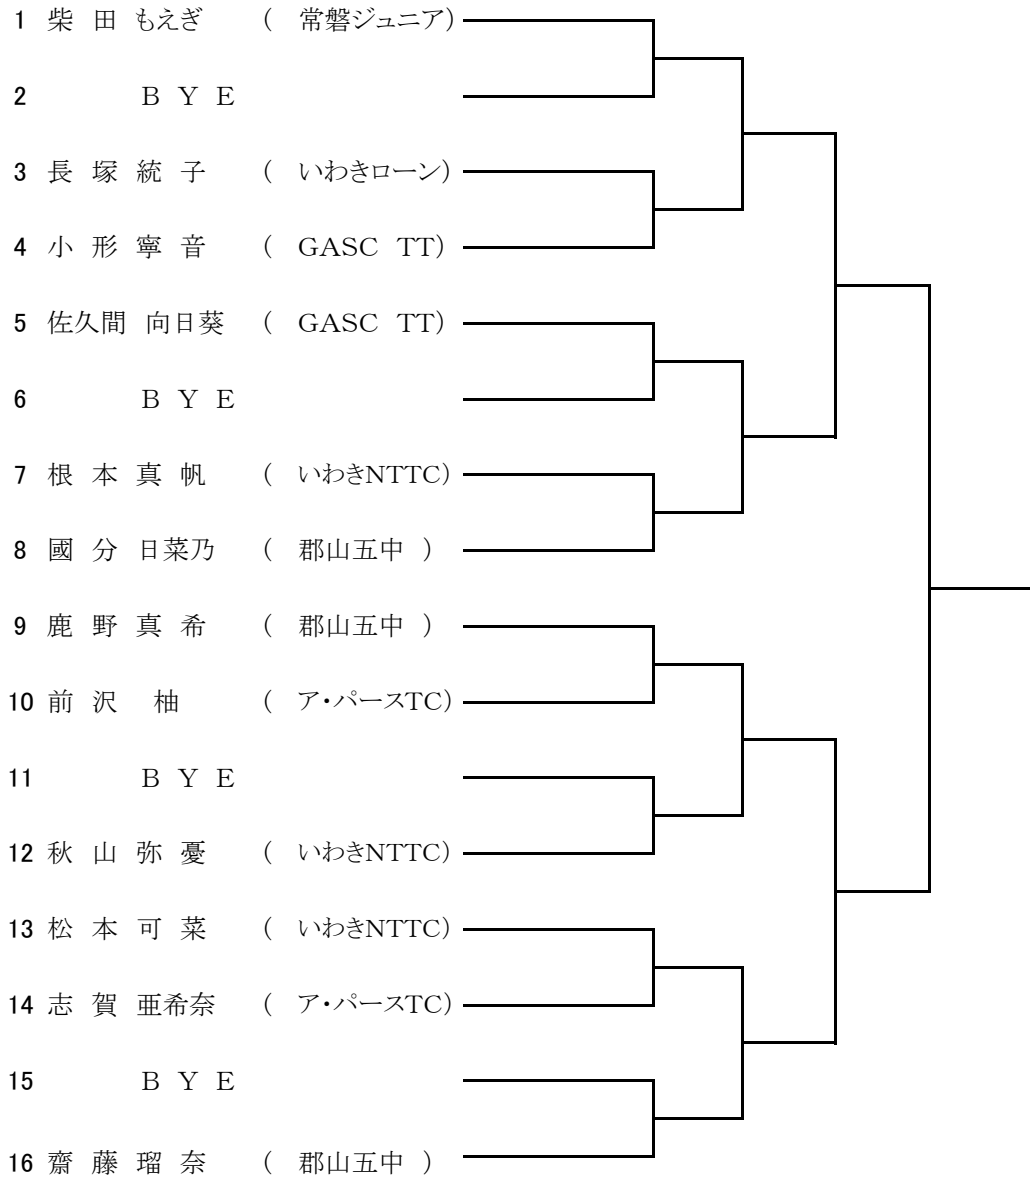 1 柴 田 もえぎ ( 常磐ジュニア)
2 B Y E
3 長 塚 統 子 ( いわきローン)
4 小 形 寧 音 ( GASC TT)
5 佐久間 向日葵 ( GASC TT)
6 B Y E
7 根 本 真 帆 ( いわきNTTC)
8 國 分 日菜乃 ( 郡山五中 )
9 鹿 野 真 希 ( 郡山五中 )
10 前 沢 柚 ( ア・パースTC)
11 B Y E
12 秋 山 弥 憂 ( いわきNTTC)
13 松 本 可 菜 ( いわきNTTC)
14 志 賀 亜希奈 ( ア・パースTC)
15 B Y E
16 齋 藤 瑠 奈 ( 郡山五中 )